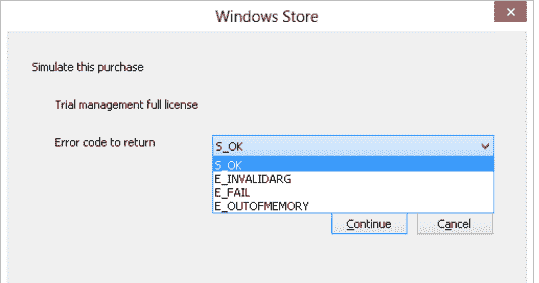 Windows Store
Simulate this purchase
Trial management full license
Error code to return S_OK
S_OK
E_INVALIDARG
E_FAIL
E_OUTOFMEMORY
Continue Cancel